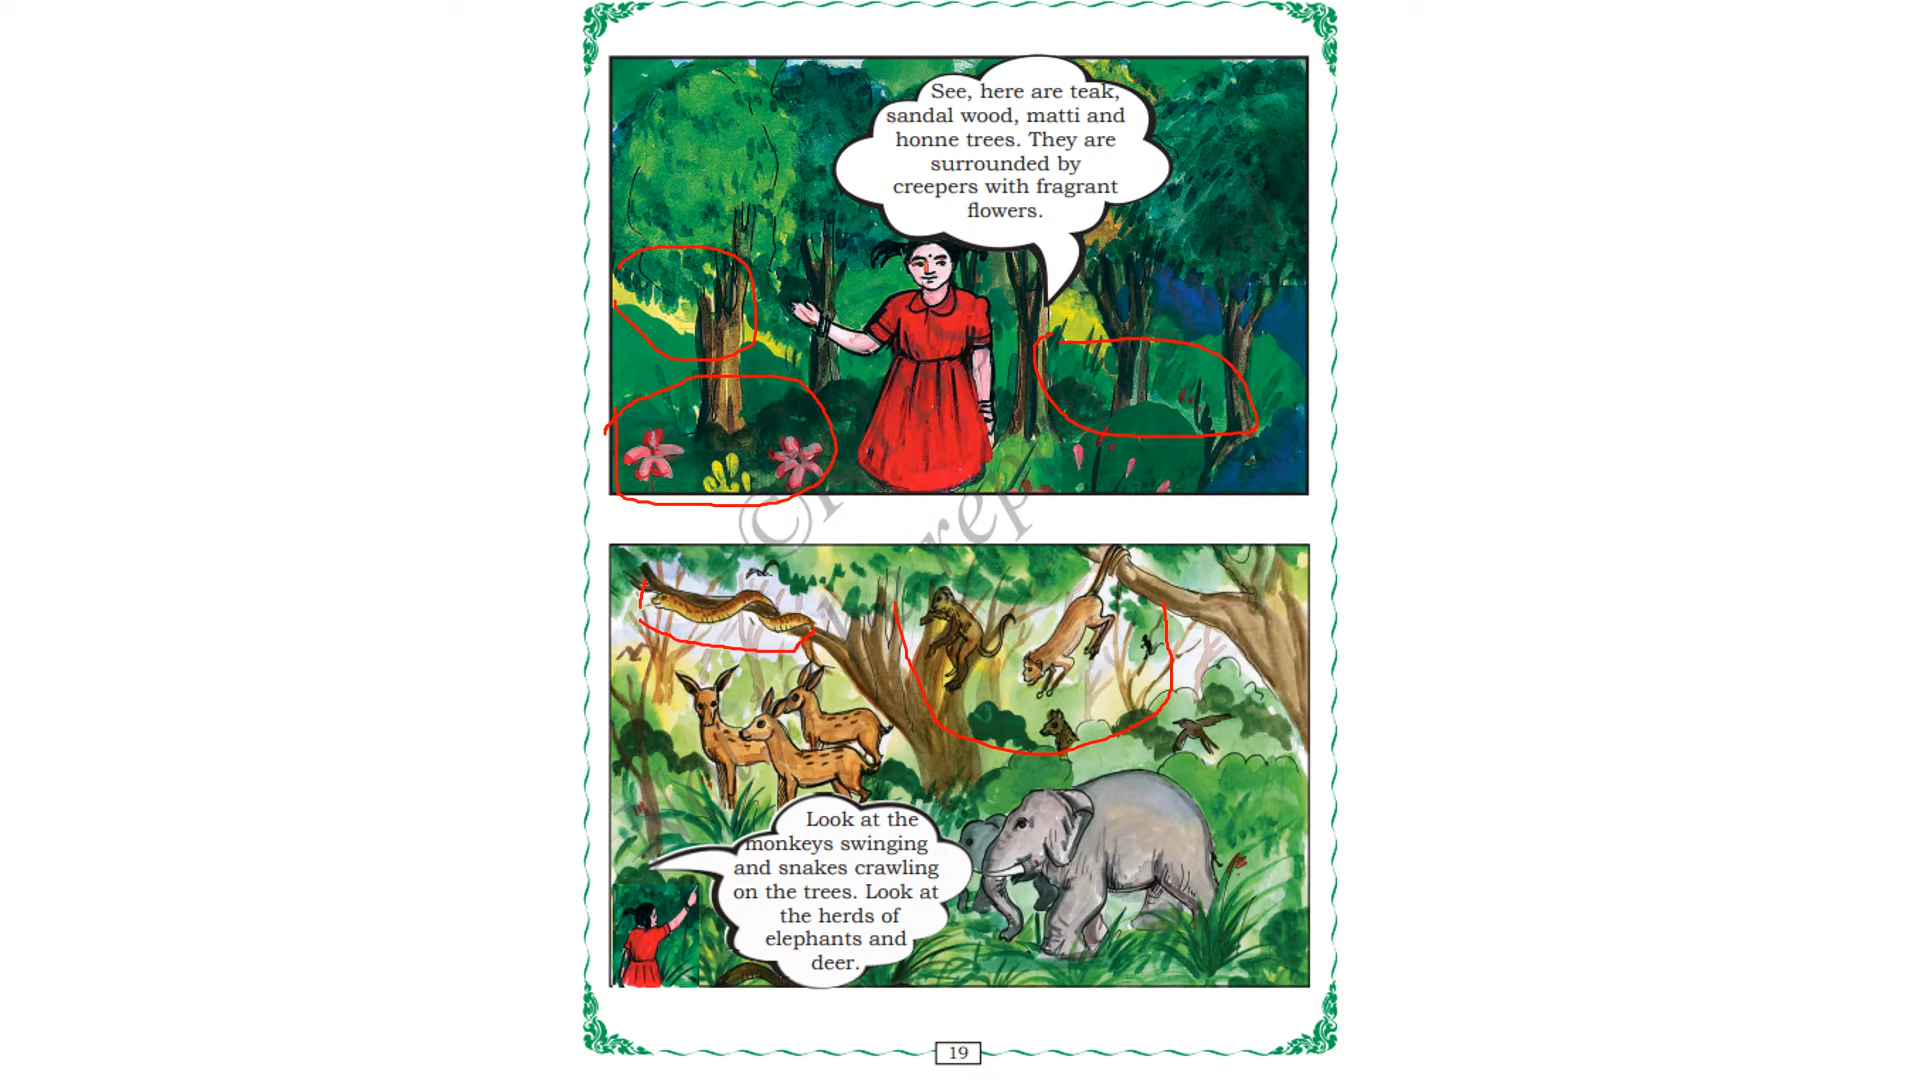 See, here are teak,
sandal wood, matti and
honne trees. They are
surrounded by
creepers with fragrant
flowers.
Look at the
monkeys swinging
and snakes crawling
on the trees. Look at
the herds of
elephants and
deer.
19